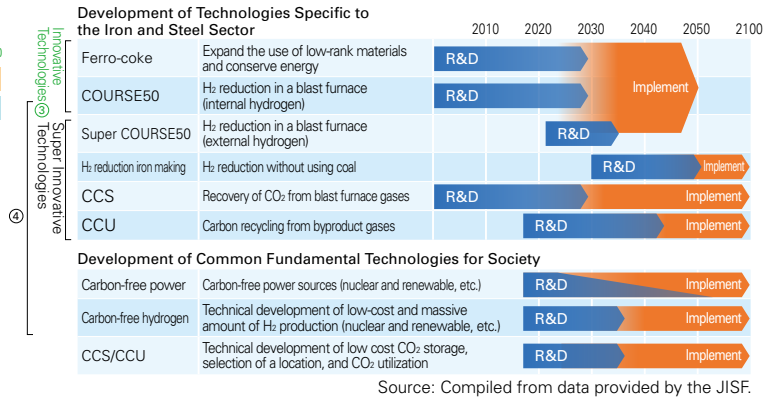 Development of Technologies Specific to
the Iron and Steel Sector
2010 2020 2030 2040 2050 2100
Innovative
Technologies③
Ferro-coke
Expand the use of low-rank materials
and conserve energy
R&D
COURSE50
H₂ reduction in a blast furnace
(internal hydrogen)
R&D
Implement
④
Super Innovative
Technologies
Super COURSE50
H₂ reduction in a blast furnace
(external hydrogen)
R&D
H₂ reduction iron making
H₂ reduction without using coal
R&D
Implement
CCS
Recovery of CO₂ from blast furnace gases
R&D
Implement
CCU
Carbon recycling from byproduct gases
R&D
Implement
Development of Common Fundamental Technologies for Society
Carbon-free power
Carbon-free power sources (nuclear and renewable, etc.)
R&D
Implement
Carbon-free hydrogen
Technical development of low-cost and massive
amount of H₂ production (nuclear and renewable, etc.)
R&D
Implement
CCS/CCU
Technical development of low cost CO₂ storage,
selection of a location, and CO₂ utilization
R&D
Implement
Source: Compiled from data provided by the JISF.